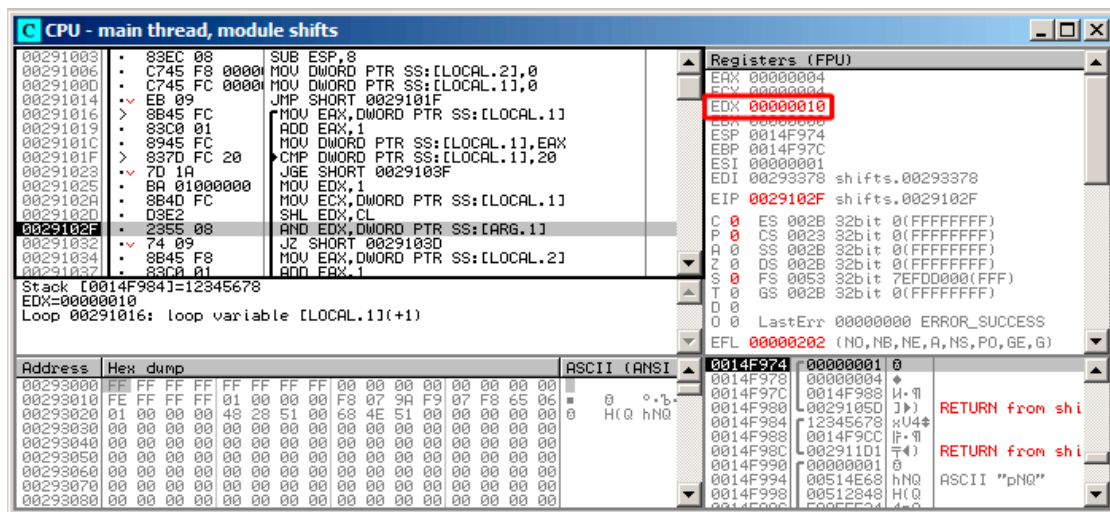 C CPU - main thread, module shifts
00291003 · 83EC 08 SUB ESP,8
00291006 · C745 F8 0000 MOV DWORD PTR SS:[LOCAL.2],0
0029100D · C745 FC 0000 MOV DWORD PTR SS:[LOCAL.1],0
00291014 · EB 09 JMP SHORT 0029101F
00291016 > 8B45 FC MOV EAX,DWORD PTR SS:[LOCAL.1]
00291019 · 83C0 01 ADD EAX,1
0029101C · 8945 FC MOV DWORD PTR SS:[LOCAL.1],EAX
0029101F > 837D FC 20 CMP DWORD PTR SS:[LOCAL.1],20
00291023 · 7D 1A JGE SHORT 0029103F
00291025 · BA 01000000 MOV EDX,1
0029102A · 8B4D FC MOV ECX,DWORD PTR SS:[LOCAL.1]
0029102D · D3E2 SHL EDX,CL
0029102F · 2355 08 AND EDX,DWORD PTR SS:[ARG.1]
00291032 · 74 09 JZ SHORT 0029103D
00291034 · 8B45 F8 MOV EAX,DWORD PTR SS:[LOCAL.2]
00291037 · 83C0 01 ADD EAX,1
Stack [0014F984]=12345678
EDX=00000010
Loop 00291016: loop variable [LOCAL.1](+1)
Registers (FPU)
EAX 00000004
ECX 00000004
EDX 00000010
EBX 00000000
ESP 0014F974
EBP 0014F97C
ESI 00000001
EDI 00293378 shifts.00293378
EIP 0029102F shifts.0029102F
C 0 ES 002B 32bit 0(FFFFFFFF)
P 0 CS 0023 32bit 0(FFFFFFFF)
A 0 SS 002B 32bit 0(FFFFFFFF)
Z 0 DS 002B 32bit 0(FFFFFFFF)
S 0 FS 0053 32bit 7EFDD000(FFF)
T 0 GS 002B 32bit 0(FFFFFFFF)
D 0
O 0 LastErr 00000000 ERROR_SUCCESS
EFL 00000202 (NO,NB,NE,A,NS,PO,GE,G)
Address Hex dump ASCII (ANSI
00293000 FF FF FF FF FF FF FF FF 00 00 00 00 00 00 00 00
00293010 FE FF FF FF 01 00 00 00 F8 07 9A F9 07 F8 65 06
00293020 01 00 00 00 48 28 51 00 68 4E 51 00 00 00 00 00 H(Q hNQ
00293030 00 00 00 00 00 00 00 00 00 00 00 00 00 00 00 00
00293040 00 00 00 00 00 00 00 00 00 00 00 00 00 00 00 00
00293050 00 00 00 00 00 00 00 00 00 00 00 00 00 00 00 00
00293060 00 00 00 00 00 00 00 00 00 00 00 00 00 00 00 00
00293070 00 00 00 00 00 00 00 00 00 00 00 00 00 00 00 00
00293080 00 00 00 00 00 00 00 00 00 00 00 00 00 00 00 00
0014F974 00000001
0014F978 00000004 ♦
0014F97C 0014F988
0014F980 0029105D RETURN from shi
0014F984 12345678 xV4
0014F988 0014F9CC
0014F98C 002911D1 RETURN from shi
0014F990 00000001
0014F994 00514E68 hNQ ASCII "pNQ"
0014F998 00512848 H(Q